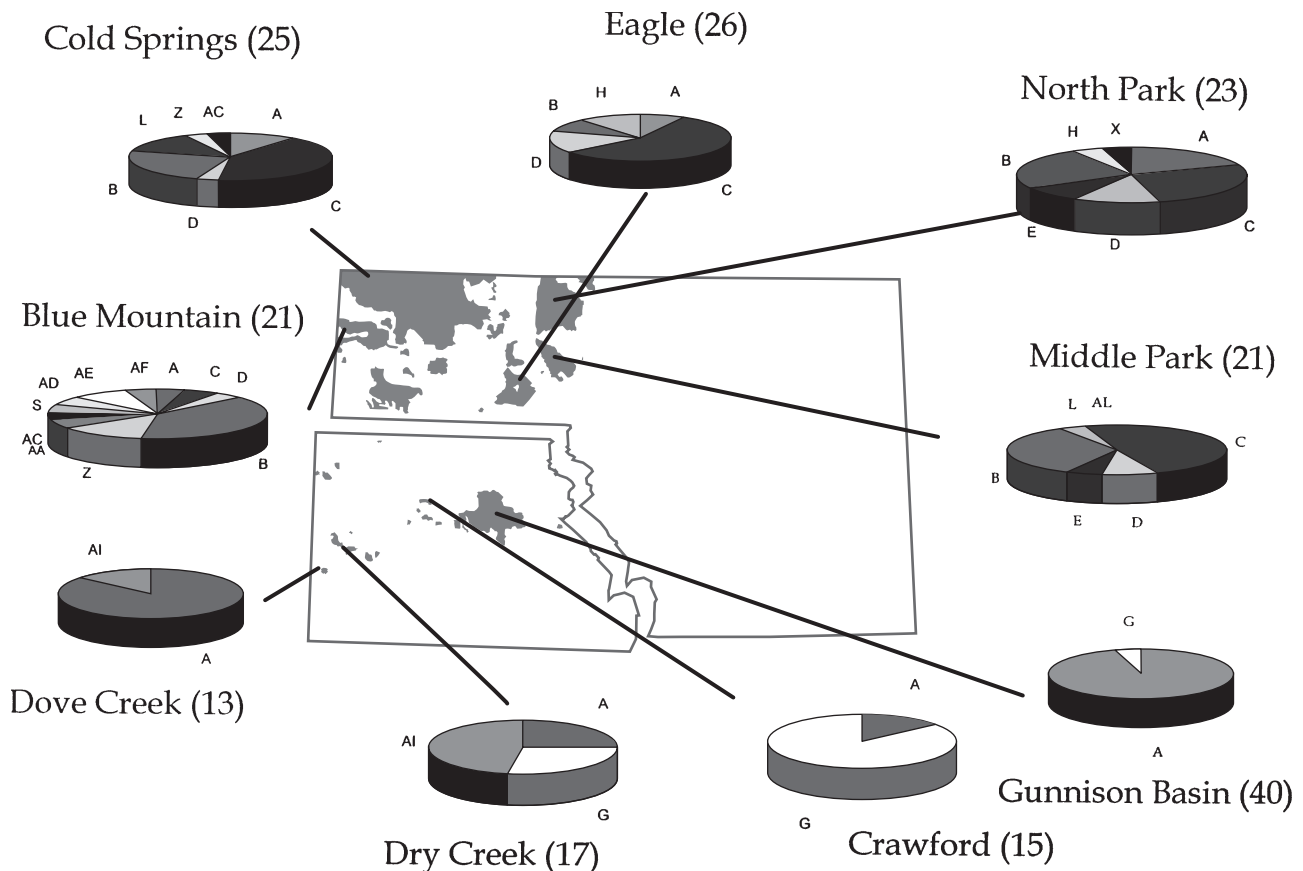 Cold Springs (25)
L Z AC A
B D C
Eagle (26)
B H A
D C
North Park (23)
H X A
B
E D C
Blue Mountain (21)
AD AE AF A C D
S
AC
AA
Z B
Middle Park (21)
L AL
C
B E D
AI
A
Dove Creek (13)
A
AI
G
Dry Creek (17)
A
G
Crawford (15)
G
A
Gunnison Basin (40)